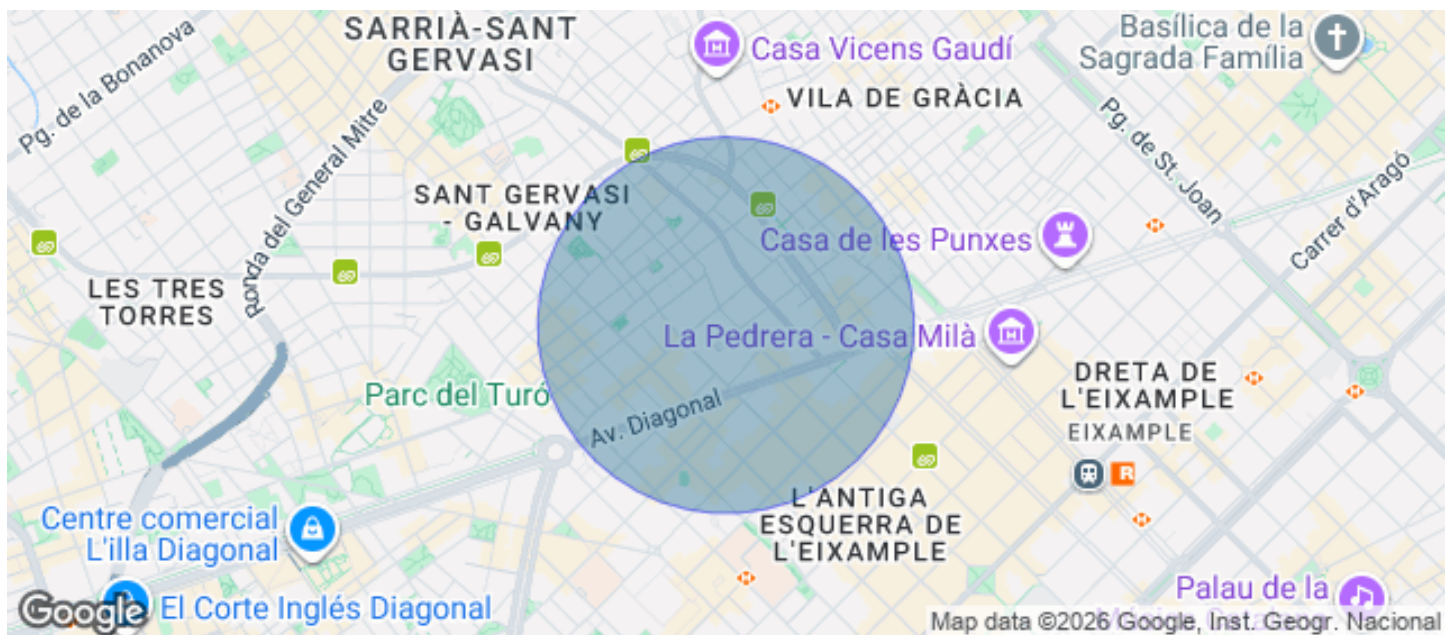 SARRIÀ-SANT
GERVASI
Pg. de la Bonanova
Casa Vicens Gaudí
Basílica de la
Sagrada Família
VILA DE GRÀCIA
Ronda del General Mitre
Pg. de St. Joan
Carrer d'Aragó
SANT GERVASI
- GALVANY
Casa de les Punxes
LES TRES
TORRES
La Pedrera - Casa Milà
Parc del Turó
Av. Diagonal
DRETA DE
L'EIXAMPLE
EIXAMPLE
R
L'ANTIGA
ESQUERRA DE
L'EIXAMPLE
Centre comercial
L'illa Diagonal
El Corte Inglés Diagonal
Palau de la
Google
Map data ©2026 Google, Inst. Geogr. Nacional